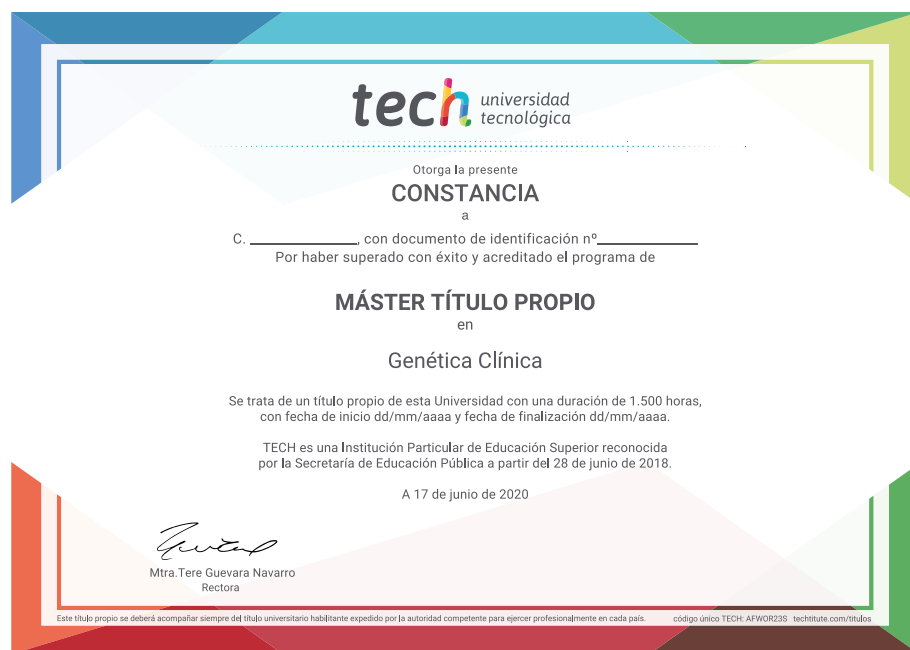 tech universidad
tecnológica
Otorga la presente
CONSTANCIA
a
C. ____________, con documento de identificación nº____________
Por haber superado con éxito y acreditado el programa de
MÁSTER TÍTULO PROPIO
en
Genética Clínica
Se trata de un título propio de esta Universidad con una duración de 1.500 horas,
con fecha de inicio dd/mm/aaaa y fecha de finalización dd/mm/aaaa.
TECH es una Institución Particular de Educación Superior reconocida
por la Secretaría de Educación Pública a partir del 28 de junio de 2018.
A 17 de junio de 2020
Mtra.Tere Guevara Navarro
Rectora
Este título propio se deberá acompañar siempre del título universitario habilitante expedido por la autoridad competente para ejercer profesionalmente en cada país. código único TECH: AFWOR23S techtitute.com/titulos